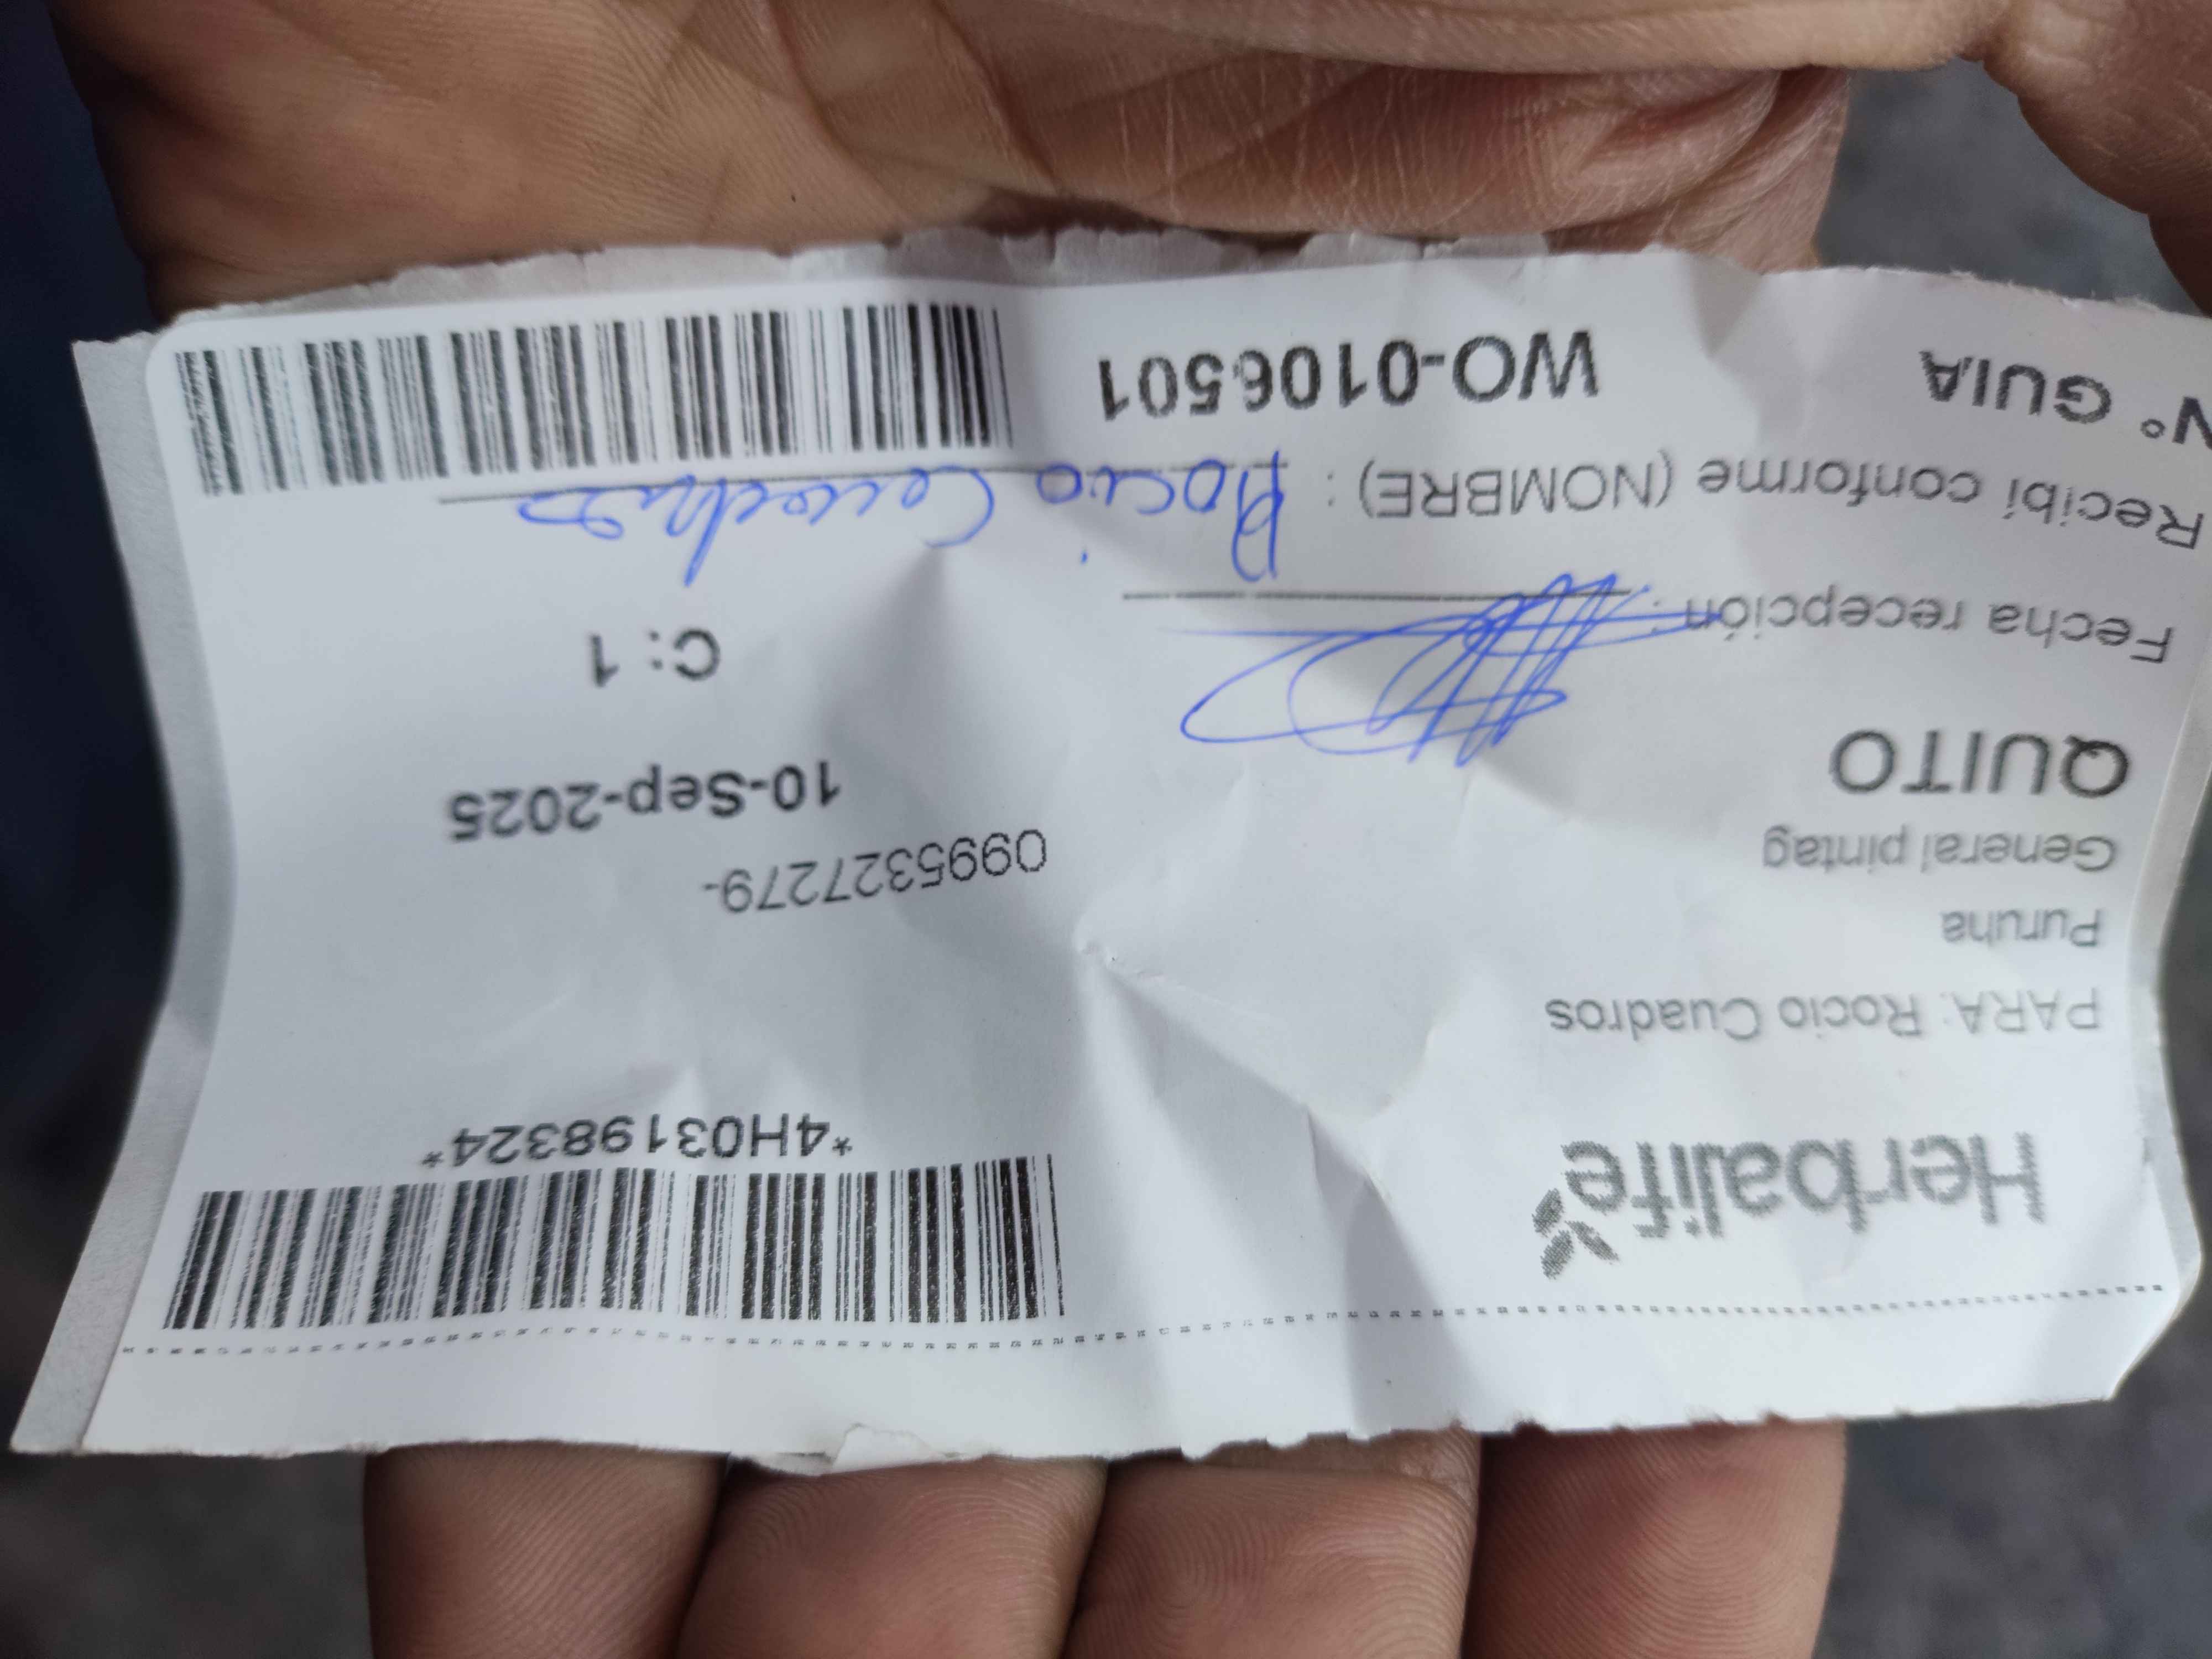 Herbalife
*4H03198324*
PARA: Rocio Cuadros
Puruha
General pintag
0995327279-
QUITO
10-Sep-2025
C: 1
Fecha recepción :
Recibí conforme (NOMBRE) : Rocio
N° GUIA WO-0106501